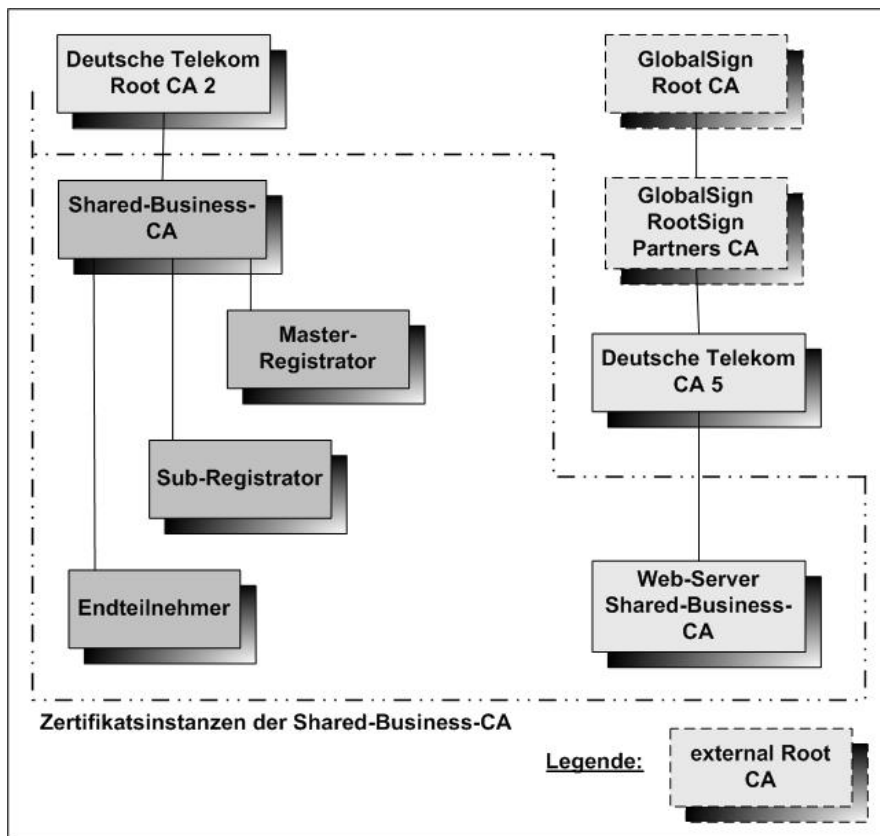 Deutsche Telekom
Root CA 2
GlobalSign
Root CA
Shared-Business-
CA
GlobalSign
RootSign
Partners CA
Master-
Registrator
Deutsche Telekom
CA 5
Sub-Registrator
Endteilnehmer
Web-Server
Shared-Business-
CA
Zertifikatsinstanzen der Shared-Business-CA
Legende:
external Root
CA